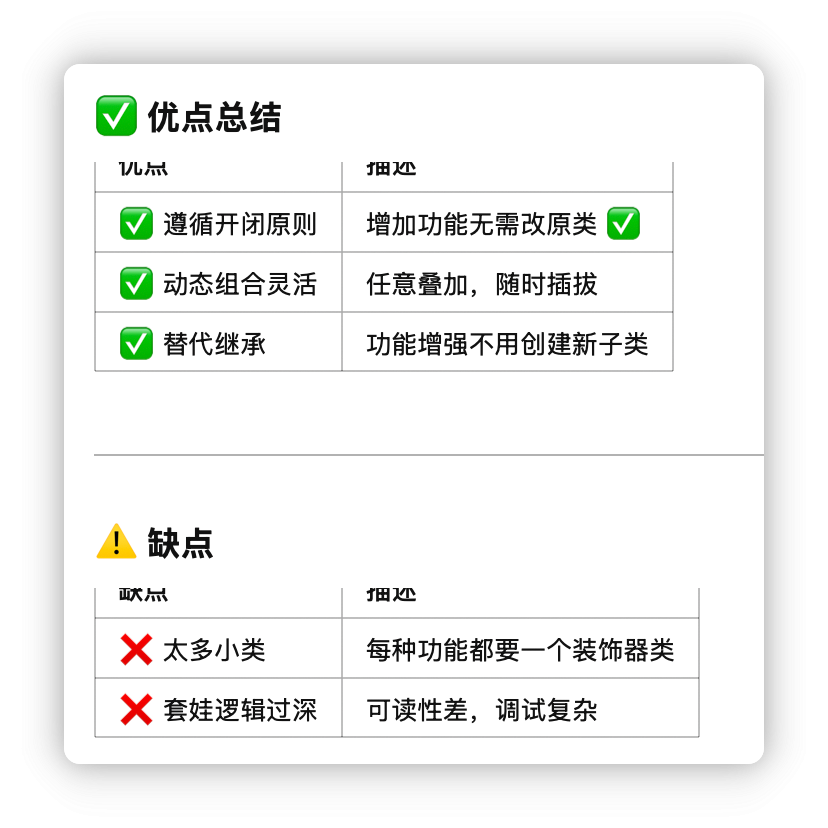 ✅ 优点总结
优点 描述
✅ 遵循开闭原则 增加功能无需改原类 ✅
✅ 动态组合灵活 任意叠加，随时插拔
✅ 替代继承 功能增强不用创建新子类
⚠️ 缺点
缺点 描述
❌ 太多小类 每种功能都要一个装饰器类
❌ 套娃逻辑过深 可读性差，调试复杂